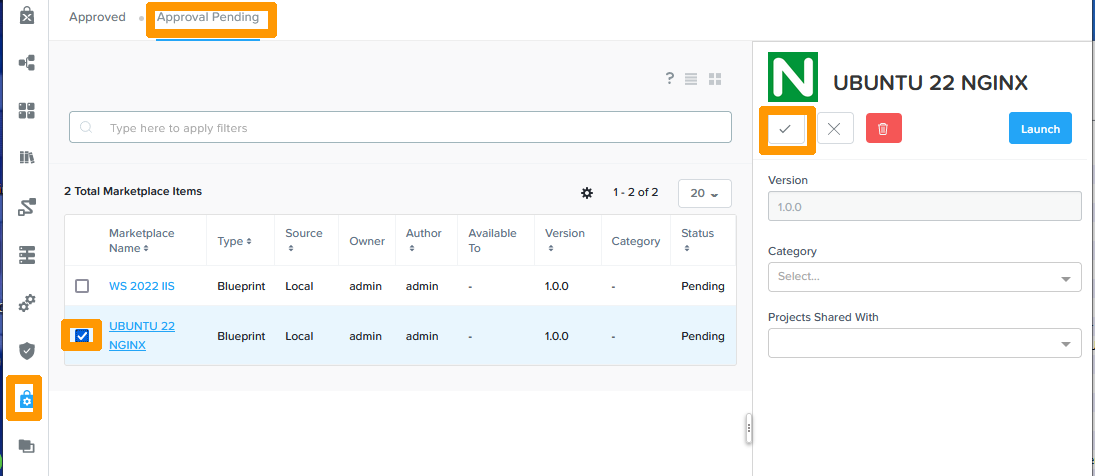 Approved
Approval Pending
?
N
UBUNTU 22 NGINX
Type here to apply filters
Launch
2 Total Marketplace Items
1 - 2 of 2
20
Marketplace Name
Type
Source
Owner
Author
Available To
Version
Category
Status
WS 2022 IIS
Blueprint
Local
admin
admin
-
1.0.0
-
Pending
UBUNTU 22
NGINX
Blueprint
Local
admin
admin
-
1.0.0
-
Pending
Version
1.0.0
Category
Select...
Projects Shared With